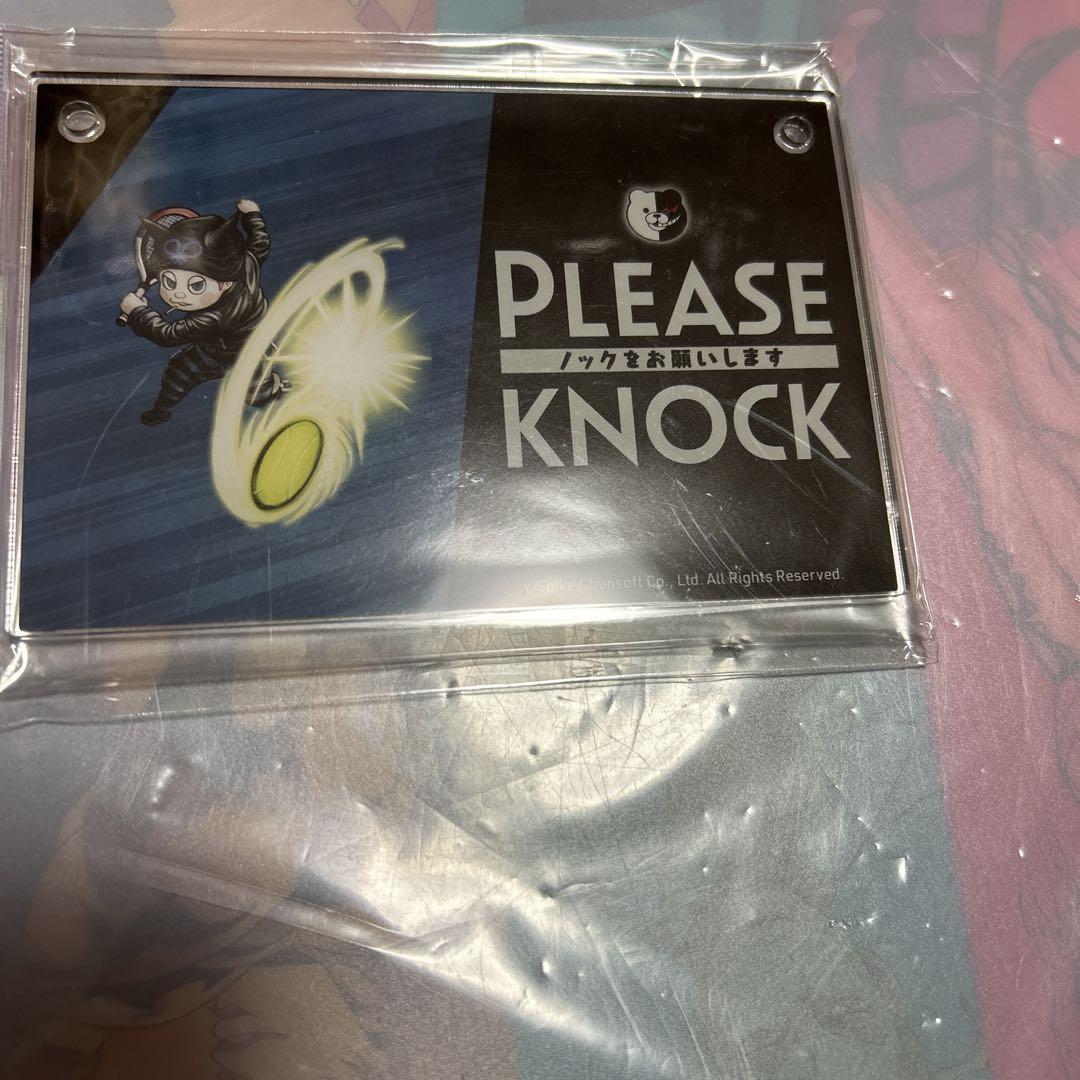 PLEASE
ノックをお願いします
KNOCK
Spike Chunsoft Co., Ltd. All Rights Reserved.